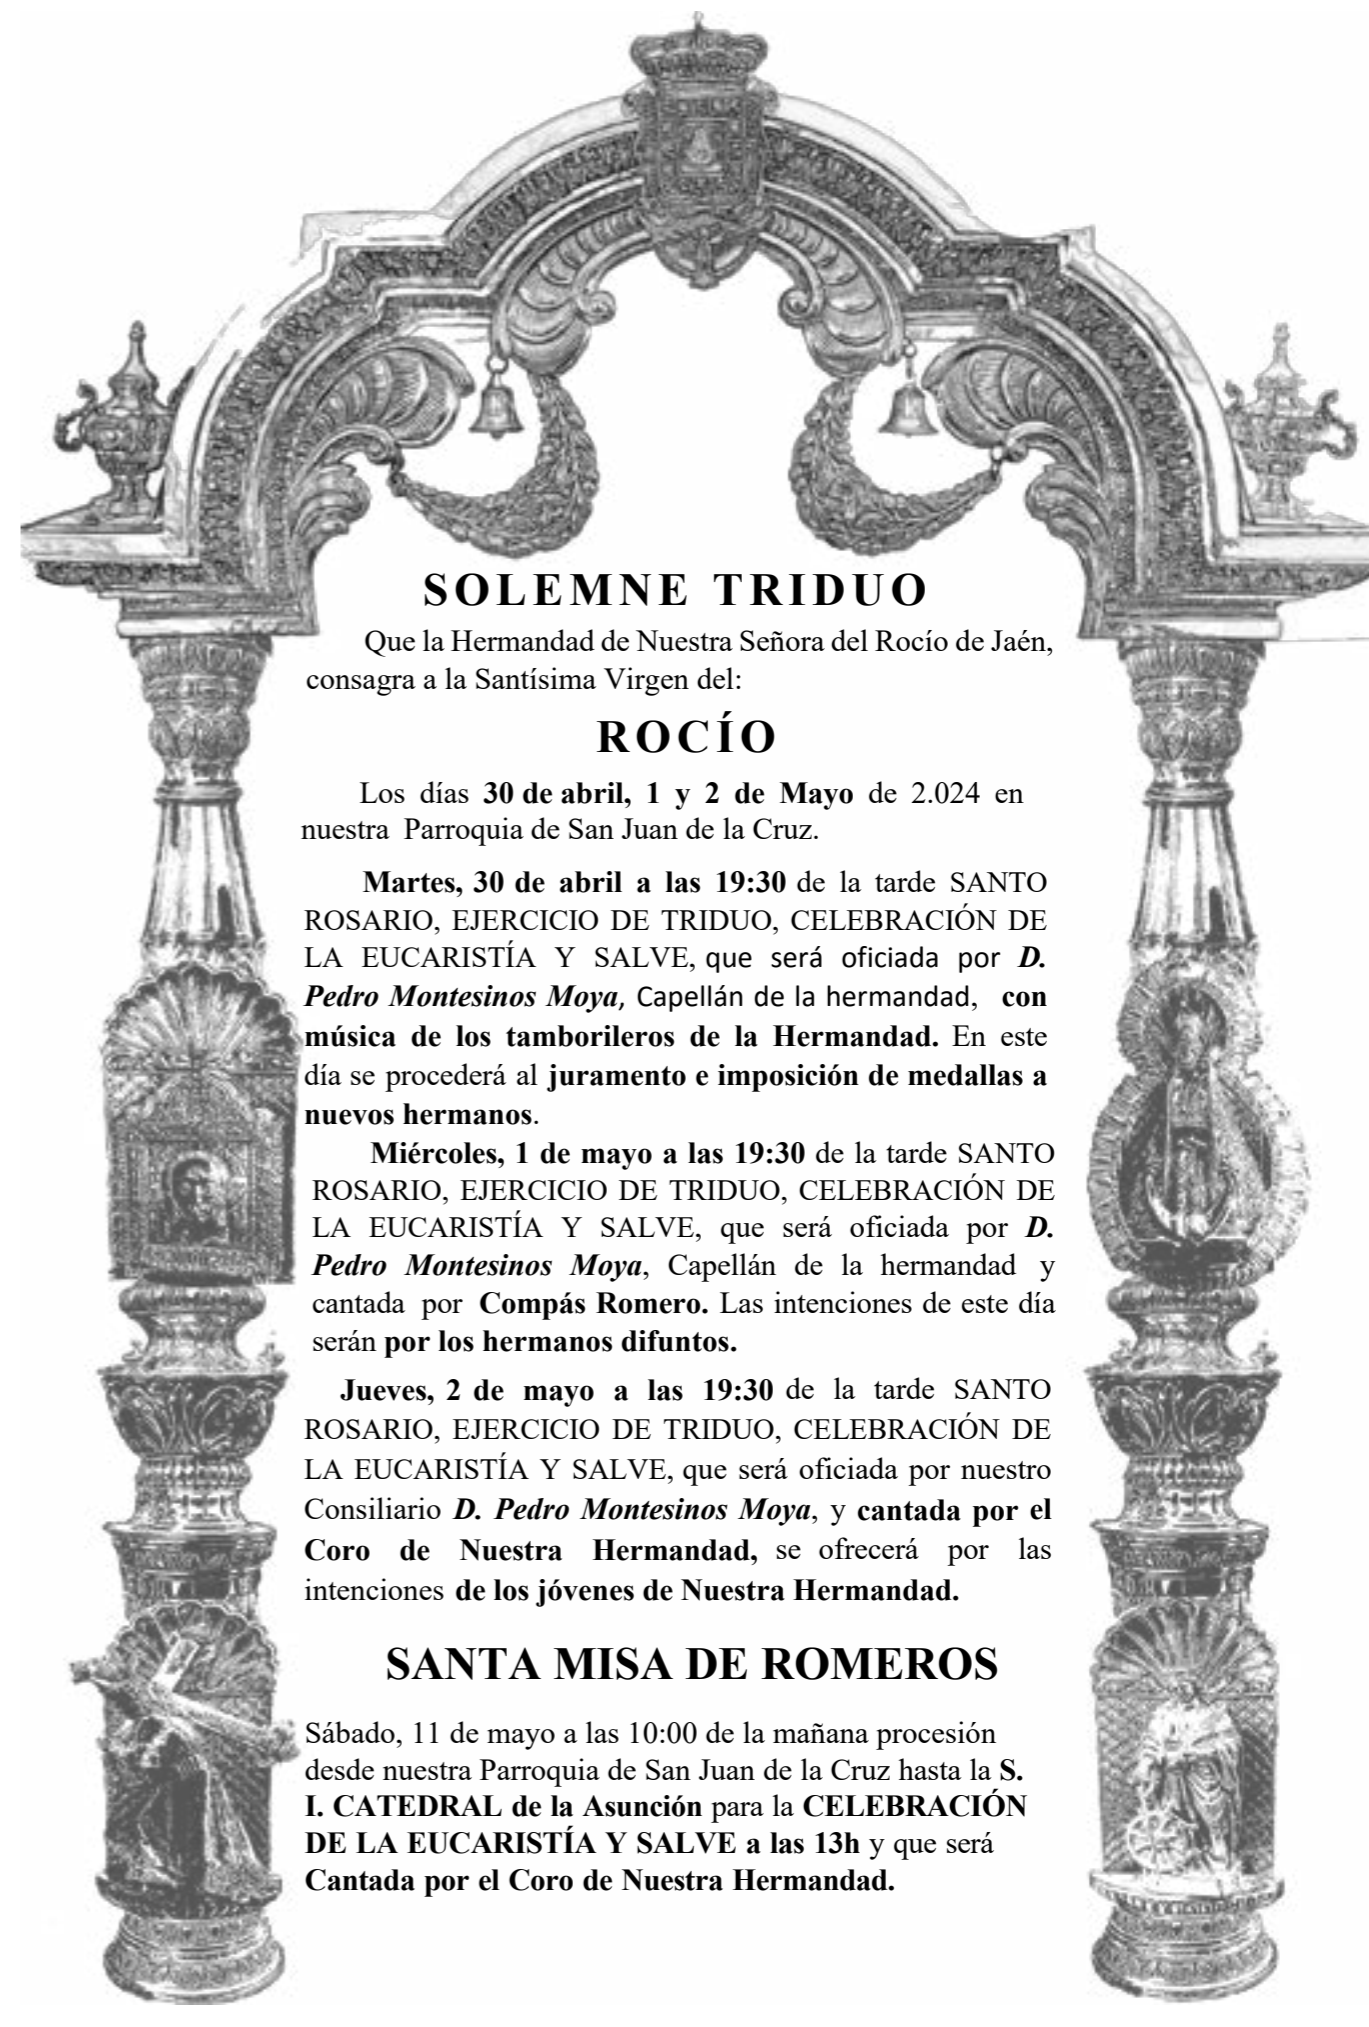 SOLEMNE TRIDUO
Que la Hermandad de Nuestra Señora del Rocío de Jaén,
consagra a la Santísima Virgen del:
ROCÍO
Los días 30 de abril, 1 y 2 de Mayo de 2.024 en
nuestra Parroquia de San Juan de la Cruz.
Martes, 30 de abril a las 19:30 de la tarde SANTO
ROSARIO, EJERCICIO DE TRIDUO, CELEBRACIÓN DE
LA EUCARISTÍA Y SALVE, que será oficiada por D.
Pedro Montesinos Moya, Capellán de la hermandad, con
música de los tamborileros de la Hermandad. En este
día se procederá al juramento e imposición de medallas a
nuevos hermanos.
Miércoles, 1 de mayo a las 19:30 de la tarde SANTO
ROSARIO, EJERCICIO DE TRIDUO, CELEBRACIÓN DE
LA EUCARISTÍA Y SALVE, que será oficiada por D.
Pedro Montesinos Moya, Capellán de la hermandad y
cantada por Compás Romero. Las intenciones de este día
serán por los hermanos difuntos.
Jueves, 2 de mayo a las 19:30 de la tarde SANTO
ROSARIO, EJERCICIO DE TRIDUO, CELEBRACIÓN DE
LA EUCARISTÍA Y SALVE, que será oficiada por nuestro
Consiliario D. Pedro Montesinos Moya, y cantada por el
Coro de Nuestra Hermandad, se ofrecerá por las
intenciones de los jóvenes de Nuestra Hermandad.
SANTA MISA DE ROMEROS
Sábado, 11 de mayo a las 10:00 de la mañana procesión
desde nuestra Parroquia de San Juan de la Cruz hasta la S.
I. CATEDRAL de la Asunción para la CELEBRACIÓN
DE LA EUCARISTÍA Y SALVE a las 13h y que será
Cantada por el Coro de Nuestra Hermandad.